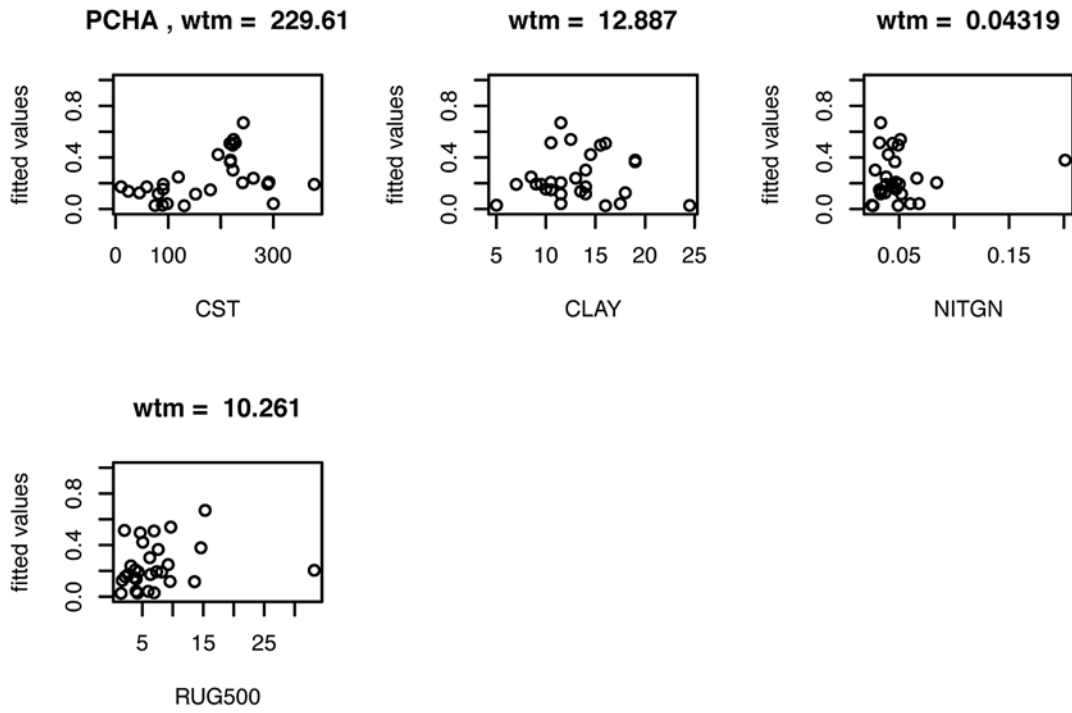 PCHA , wtm = 229.61
fitted values
0.0 0.4 0.8
0 100 300
CST
wtm = 12.887
fitted values
0.0 0.4 0.8
5 10 15 20 25
CLAY
wtm = 0.04319
fitted values
0.0 0.4 0.8
0.05 0.15
NITGN
wtm = 10.261
fitted values
0.0 0.4 0.8
5 15 25
RUG500